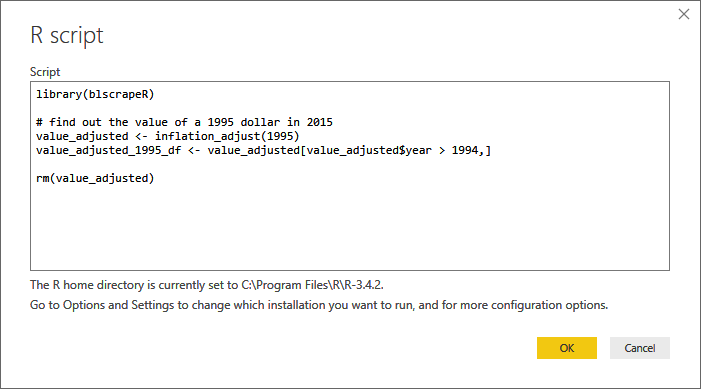 R script
Script
library(blscrapeR)
# find out the value of a 1995 dollar in 2015
value_adjusted <- inflation_adjust(1995)
value_adjusted_1995_df <- value_adjusted[value_adjusted$year > 1994,]
rm(value_adjusted)
The R home directory is currently set to C:\Program Files\R\R-3.4.2.
Go to Options and Settings to change which installation you want to run, and for more configuration options.
OK
Cancel